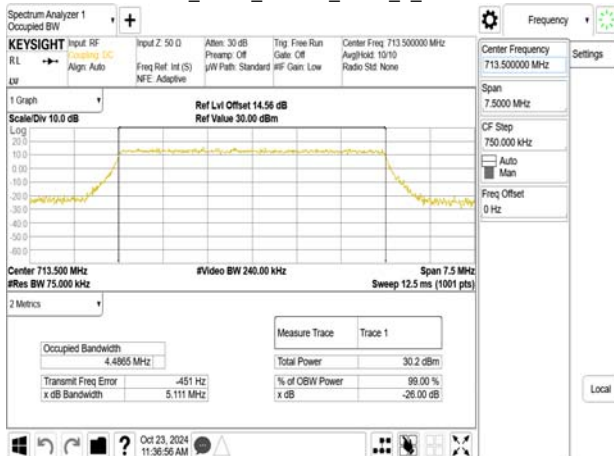 Spectrum Analyzer 1
Occupied BW
Frequency
KEYSIGHT
RL
Input: RF
Coupling: DC
Align: Auto
Input Z: 50 Ω
Freq Ref: Int (S)
NFE: Adaptive
Atten: 30 dB
Preamp: Off
µW Path: Standard
Trig: Free Run
Gate: Off
#IF Gain: Low
Center Freq: 713.500000 MHz
Avg|Hold: 10/10
Radio Std: None
Center Frequency
713.500000 MHz
Settings
Span
7.5000 MHz
CF Step
750.000 kHz
Auto
Man
Freq Offset
0 Hz
1 Graph
Scale/Div 10.0 dB
Ref Lvl Offset 14.56 dB
Ref Value 30.00 dBm
Log
20.0
10.0
0.00
-10.0
-20.0
-30.0
-40.0
-50.0
-60.0
Center 713.500 MHz
#Res BW 75.000 kHz
#Video BW 240.00 kHz
Span 7.5 MHz
Sweep 12.5 ms (1001 pts)
2 Metrics
Measure Trace Trace 1
Occupied Bandwidth
4.4865 MHz
Total Power 30.2 dBm
Transmit Freq Error -451 Hz
% of OBW Power 99.00 %
x dB Bandwidth 5.111 MHz
x dB -26.00 dB
Local
Oct 23, 2024
11:36:56 AM